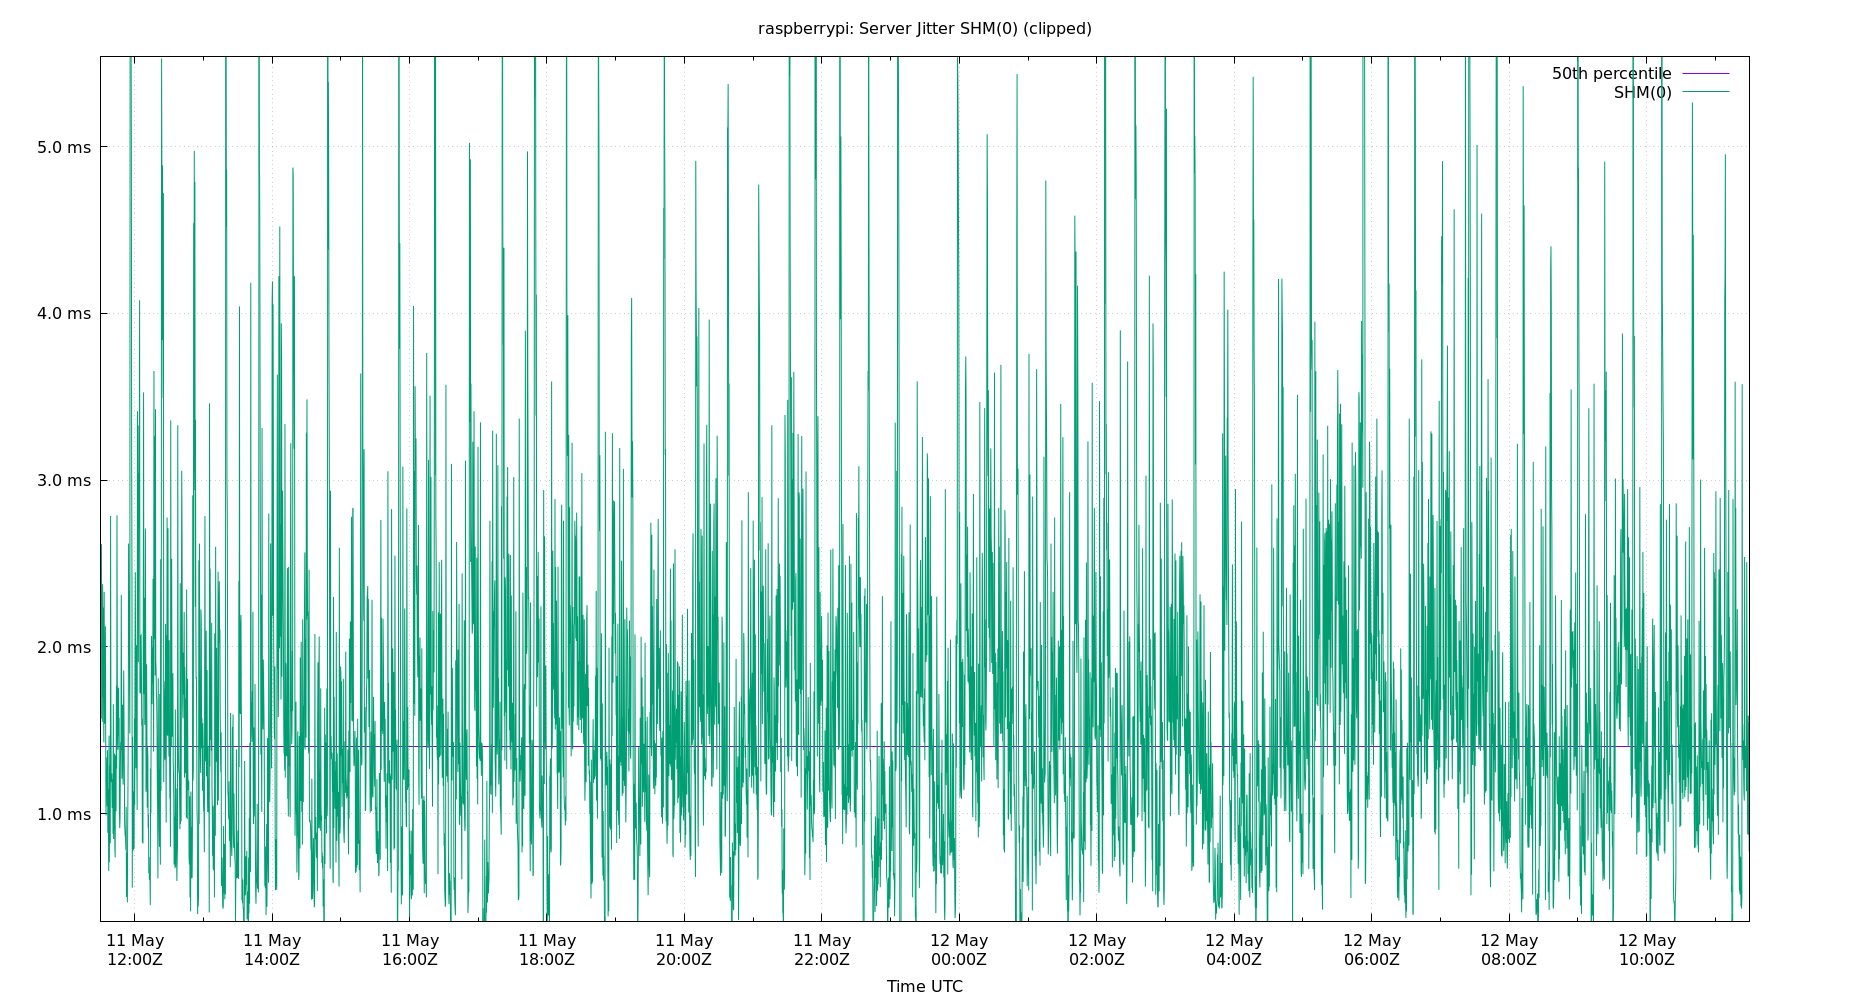 raspberrypi: Server Jitter SHM(0) (clipped)
50th percentile
SHM(0)
5.0 ms
4.0 ms
3.0 ms
2.0 ms
1.0 ms
11 May 11 May 11 May 11 May 11 May 11 May 12 May 12 May 12 May 12 May 12 May 12 May
12:00Z 14:00Z 16:00Z 18:00Z 20:00Z 22:00Z 00:00Z 02:00Z 04:00Z 06:00Z 08:00Z 10:00Z
Time UTC